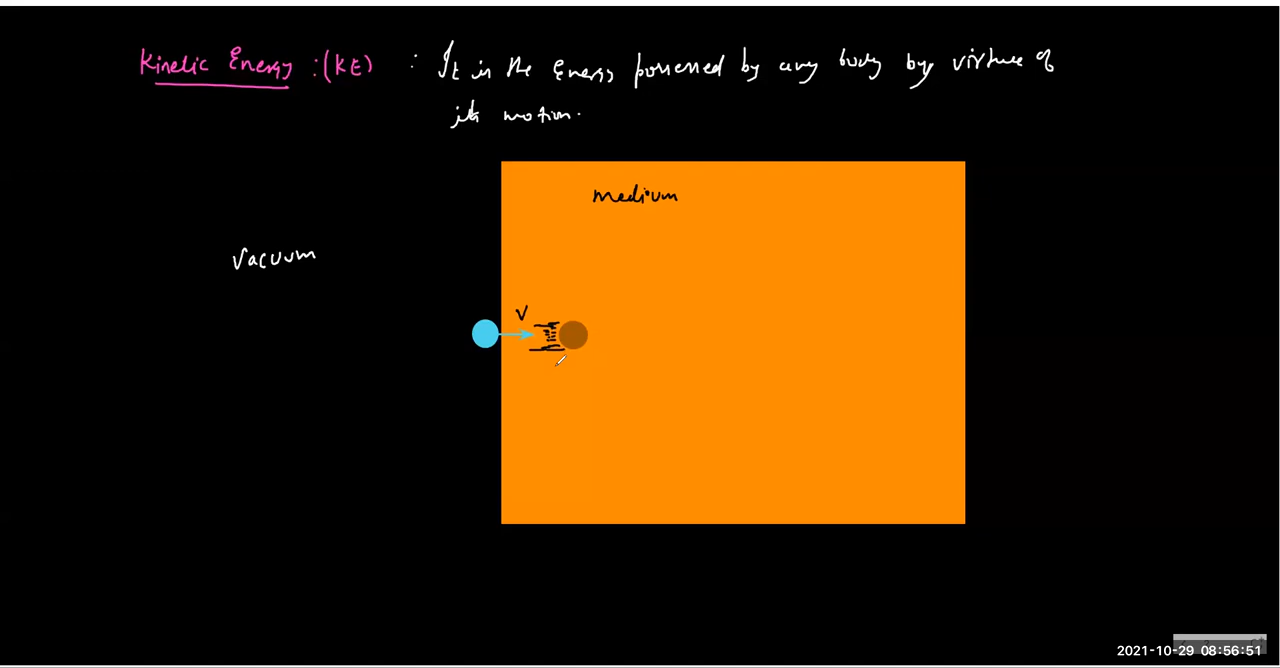 Kinetic Energy :(KE) : It is the Energy possessed by any body by virtue of
its motion.
medium
Vacuum
V
2021-10-29 08:56:51